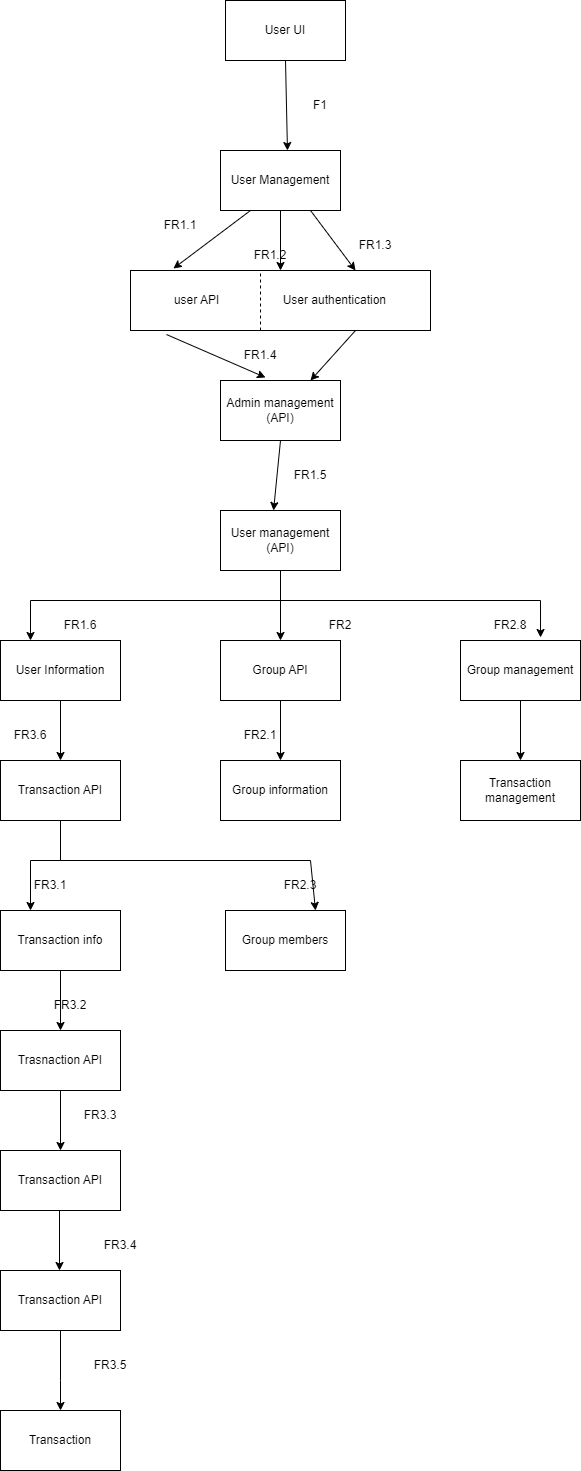 User UI
F1
User Management
FR1.1
FR1.2
FR1.3
user API
User authentication
FR1.4
Admin management
(API)
FR1.5
User management
(API)
FR1.6
FR2
FR2.8
User Information
Group API
Group management
FR3.6
FR2.1
Transaction API
Group information
Transaction
management
FR3.1
FR2.3
Transaction info
Group members
FR3.2
Trasnaction API
FR3.3
Transaction API
FR3.4
Transaction API
FR3.5
Transaction